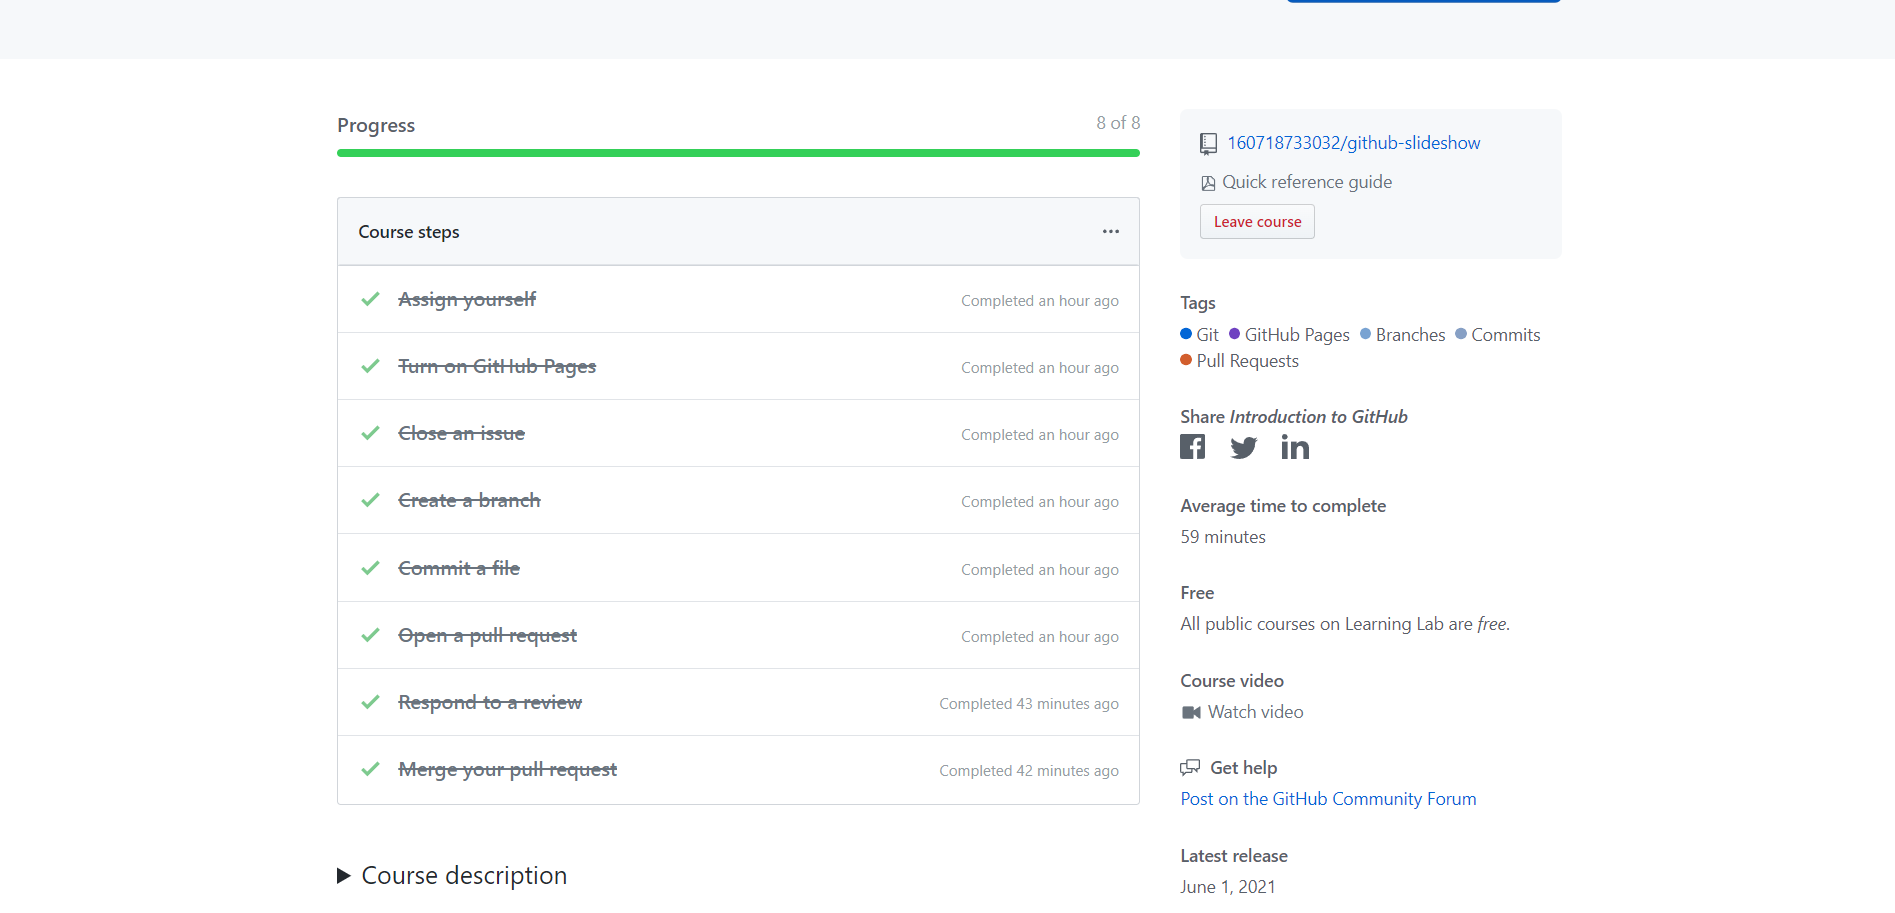 Progress
8 of 8
Course steps
Assign yourself
Completed an hour ago
Turn on GitHub Pages
Completed an hour ago
Close an issue
Completed an hour ago
Create a branch
Completed an hour ago
Commit a file
Completed an hour ago
Open a pull request
Completed an hour ago
Respond to a review
Completed 43 minutes ago
Merge your pull request
Completed 42 minutes ago
Course description
160718733032/github-slideshow
Quick reference guide
Leave course
Tags
Git GitHub Pages Branches Commits
Pull Requests
Share Introduction to GitHub
Average time to complete
59 minutes
Free
All public courses on Learning Lab are free.
Course video
Watch video
Get help
Post on the GitHub Community Forum
Latest release
June 1, 2021